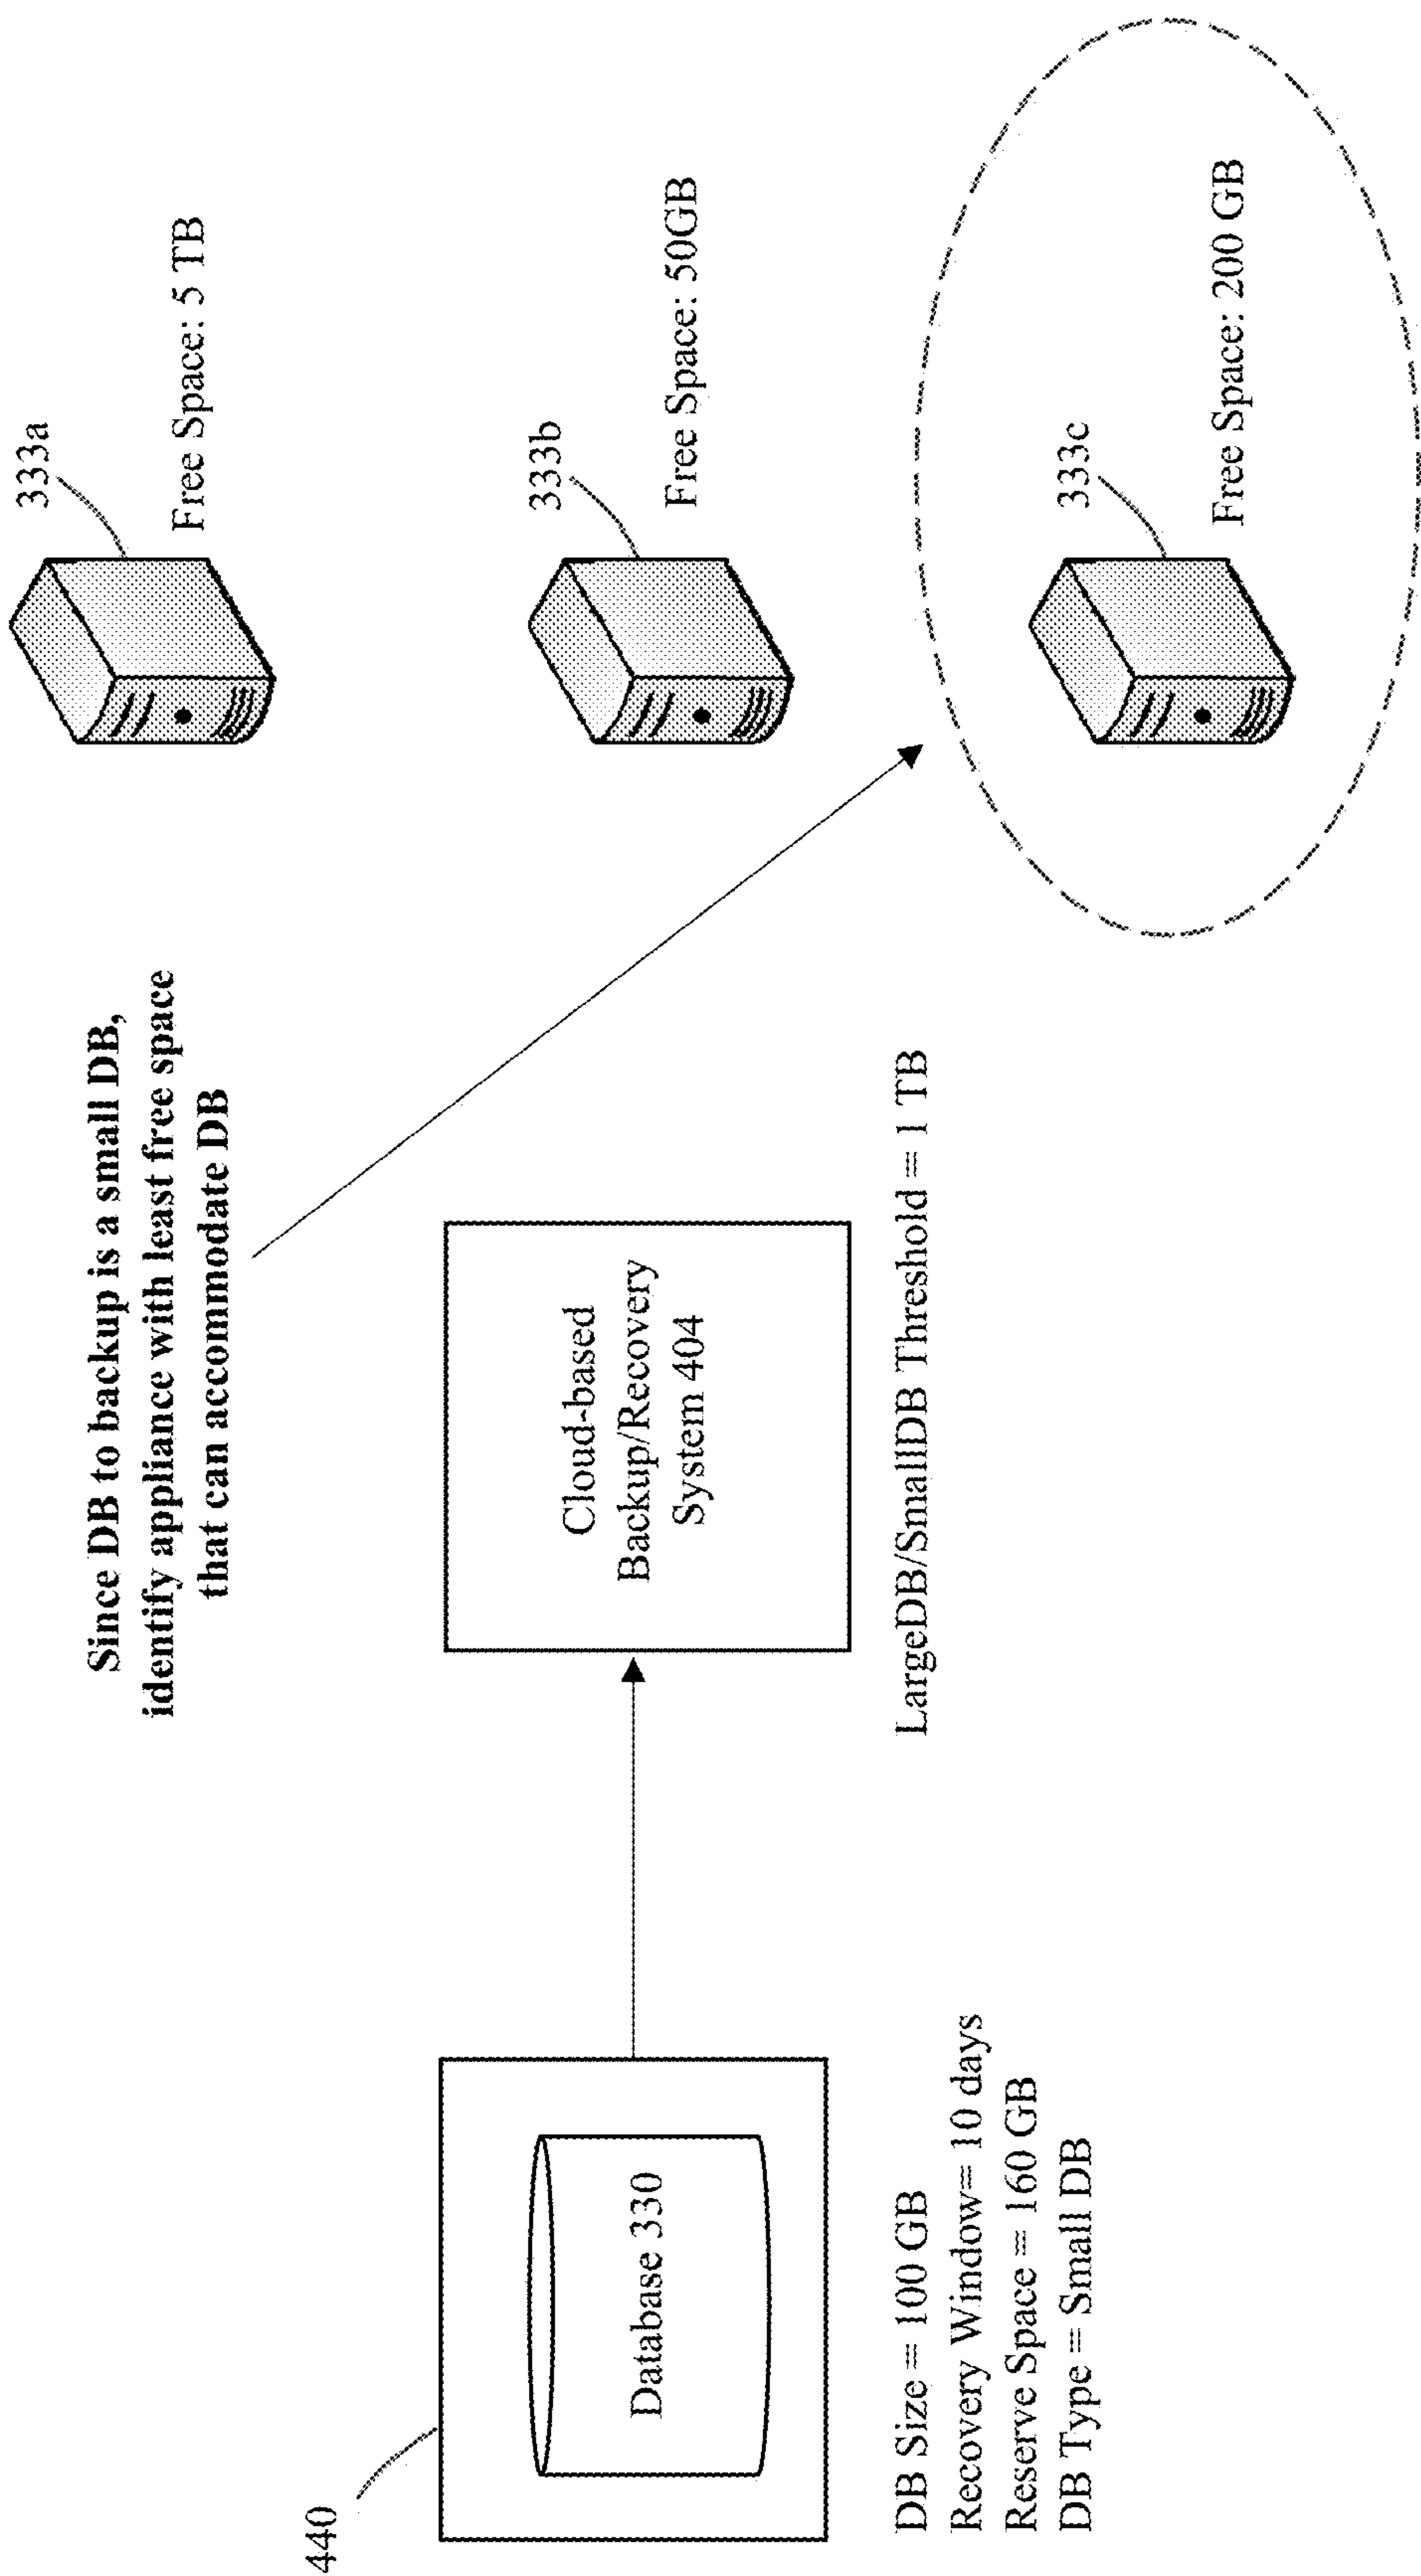 Since DB to backup is a small DB,
identify appliance with least free space
that can accommodate DB
333a
Free Space: 5 TB
440
Database 330
Cloud-based
Backup/Recovery
System 404
333b
Free Space: 50GB
DB Size = 100 GB
Recovery Window= 10 days
Reserve Space = 160 GB
DB Type = Small DB
LargeDB/SmallDB Threshold = 1 TB
333c
Free Space: 200 GB